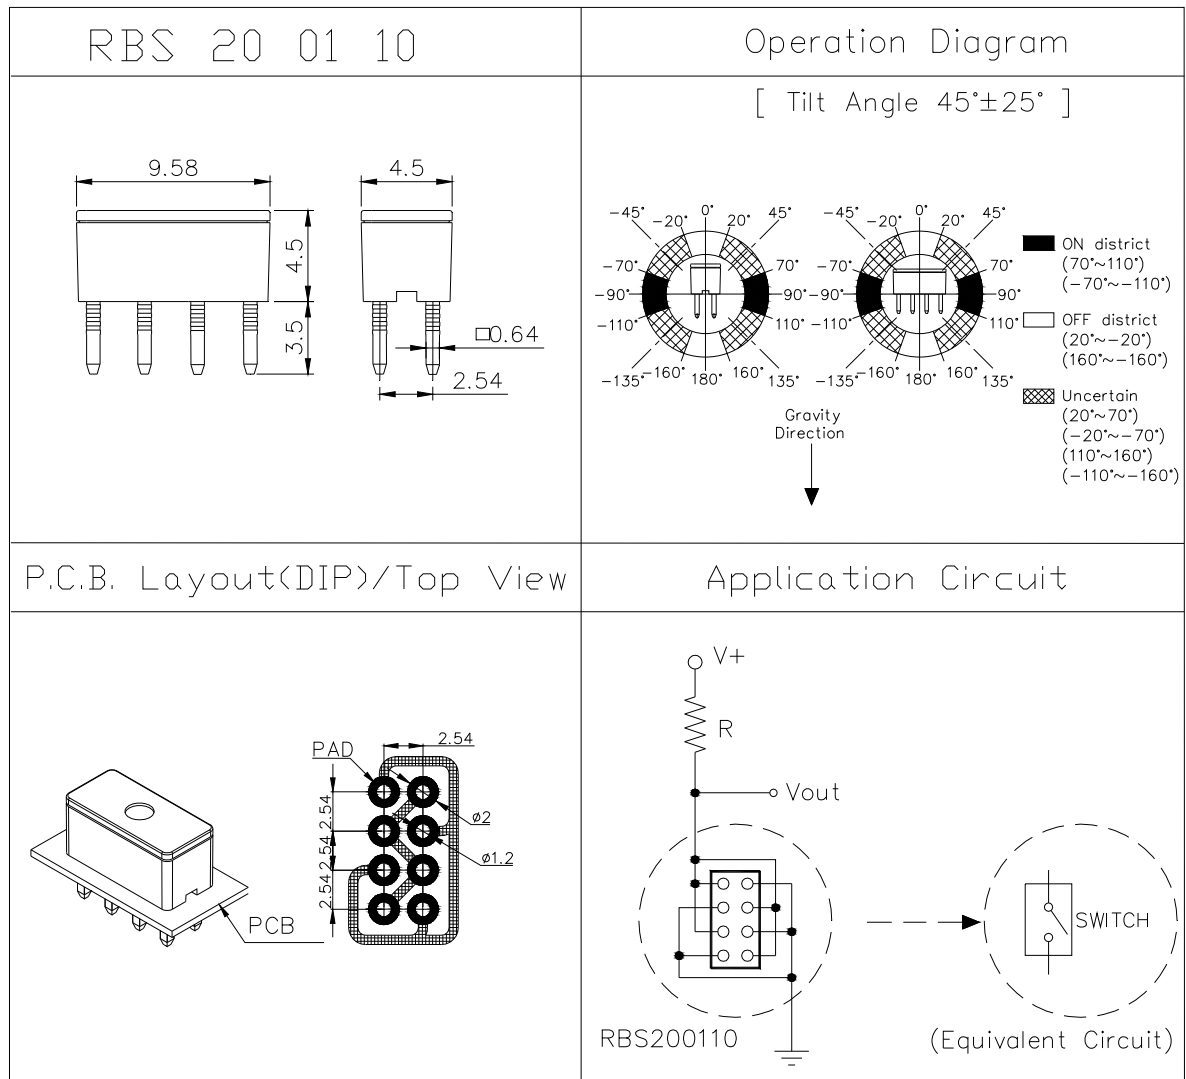 RBS 20 01 10
Operation Diagram
[ Tilt Angle 45°±25° ]
9.58
4.5
4.5
3.5
□0.64
2.54
-45°
-20°
0°
20°
45°
-70°
70°
-90°
90°
-110°
110°
-135°
-160°
180°
160°
135°
-45°
-20°
0°
20°
45°
-70°
70°
-90°
90°
-110°
110°
-135°
-160°
180°
160°
135°
ON district
(70°~110°)
(-70°~-110°)
OFF district
(20°~-20°)
(160°~-160°)
Uncertain
(20°~70°)
(-20°~-70°)
(110°~160°)
(-110°~-160°)
Gravity
Direction
P.C.B. Layout(DIP)/Top View
Application Circuit
PAD
2.54
2.54
2.54
2.54
ø2
ø1.2
PCB
V+
R
Vout
SWITCH
RBS200110
(Equivalent Circuit)